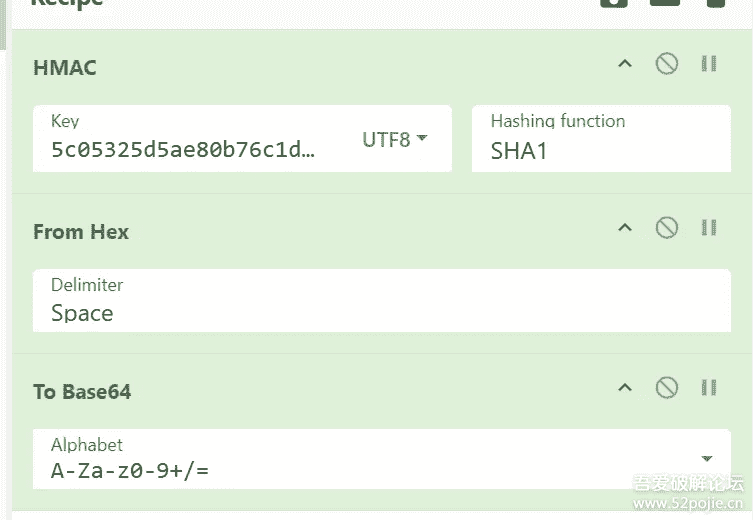 Recipe
HMAC
Key
5c05325d5ae80b76c1d…
UTF8
Hashing function
SHA1
From Hex
Delimiter
Space
To Base64
Alphabet
A-Za-z0-9+/=
吾爱破解论坛
www.52pojie.cn